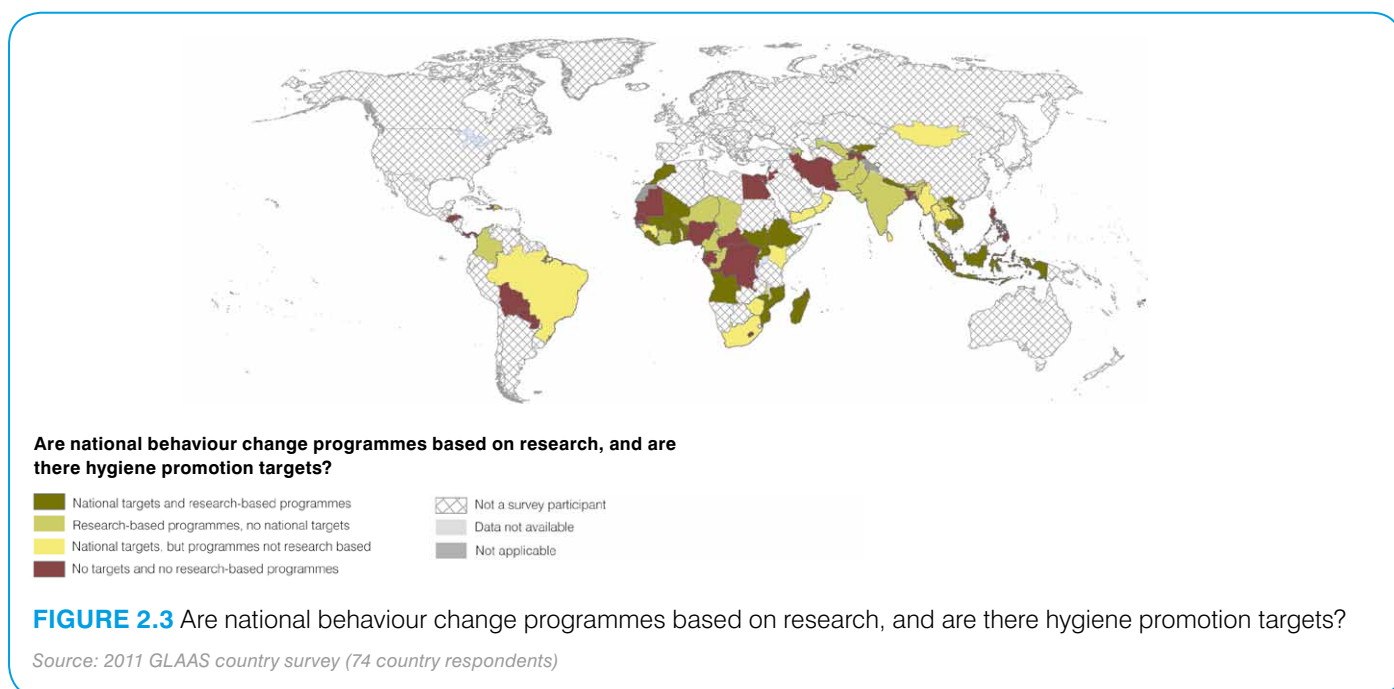 Are national behaviour change programmes based on research, and are
there hygiene promotion targets?
National targets and research-based programmes
Research-based programmes, no national targets
National targets, but programmes not research based
No targets and no research-based programmes
Not a survey participant
Data not available
Not applicable
FIGURE 2.3 Are national behaviour change programmes based on research, and are there hygiene promotion targets?
Source: 2011 GLAAS country survey (74 country respondents)